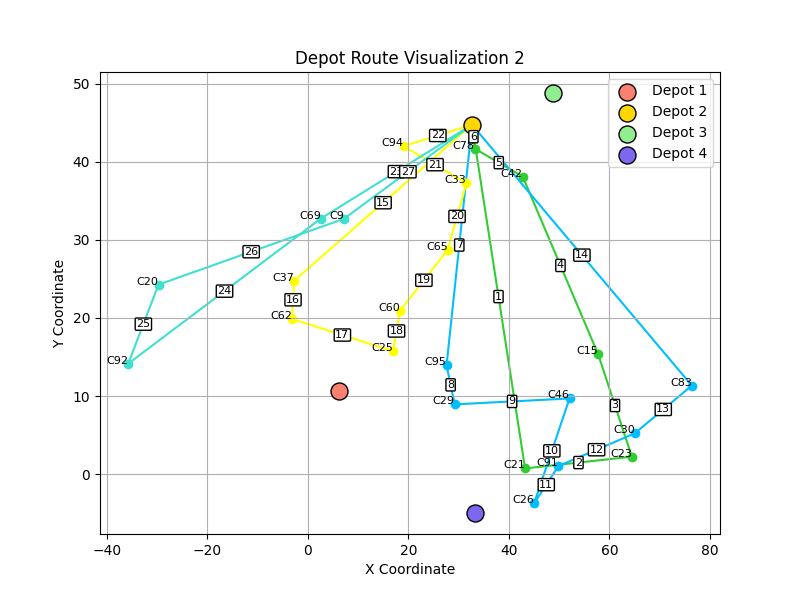 Depot Route Visualization 2
50
40
30
20
10
0
−40
−20
0
20
40
60
80
Y Coordinate
X Coordinate
Depot 1
Depot 2
Depot 3
Depot 4
C94
C78
C33
C42
C69
C9
C65
C37
C20
C62
C60
C25
C92
C15
C95
C29
C46
C83
C30
C23
C21
C91
C26
22
6
21
5
27
15
20
7
14
26
4
19
24
16
1
25
18
17
8
9
3
13
10
12
2
11